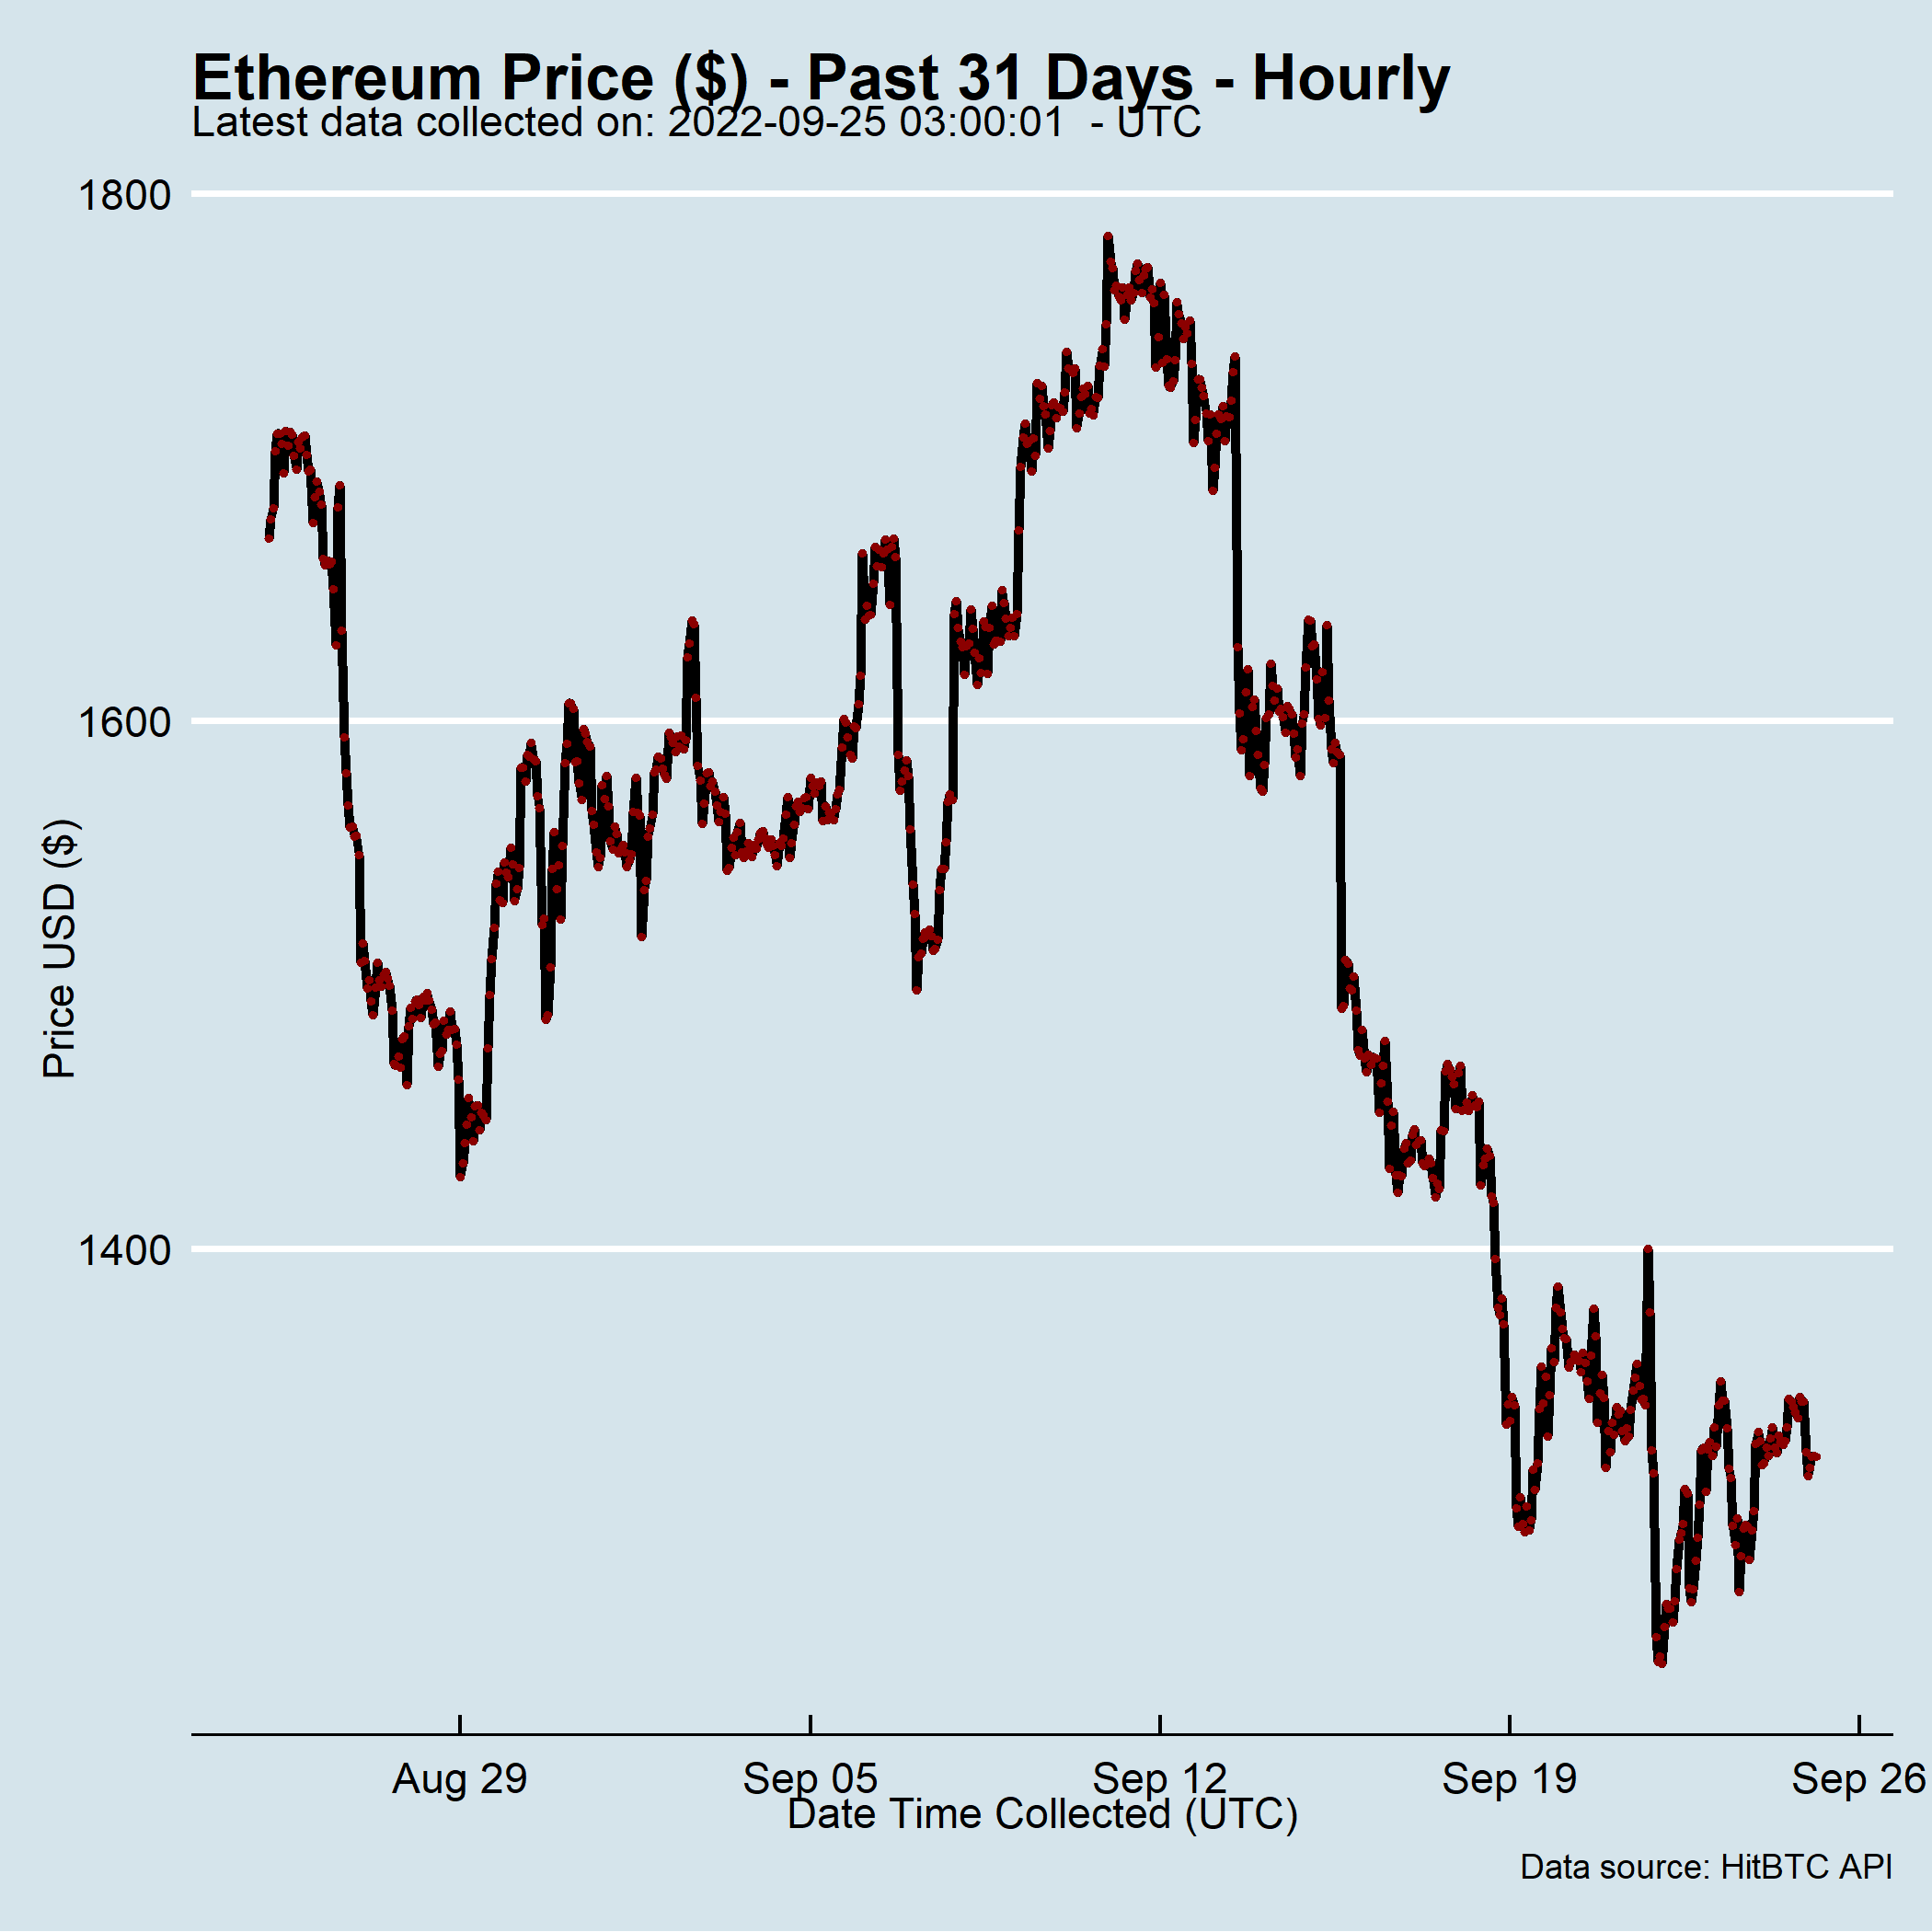 Ethereum Price ($) - Past 31 Days - Hourly
Latest data collected on: 2022-09-25 03:00:01  - UTC
1800
1600
1400
Price USD ($)
Aug 29 Sep 05 Sep 12 Sep 19 Sep 26
Date Time Collected (UTC)
Data source: HitBTC API